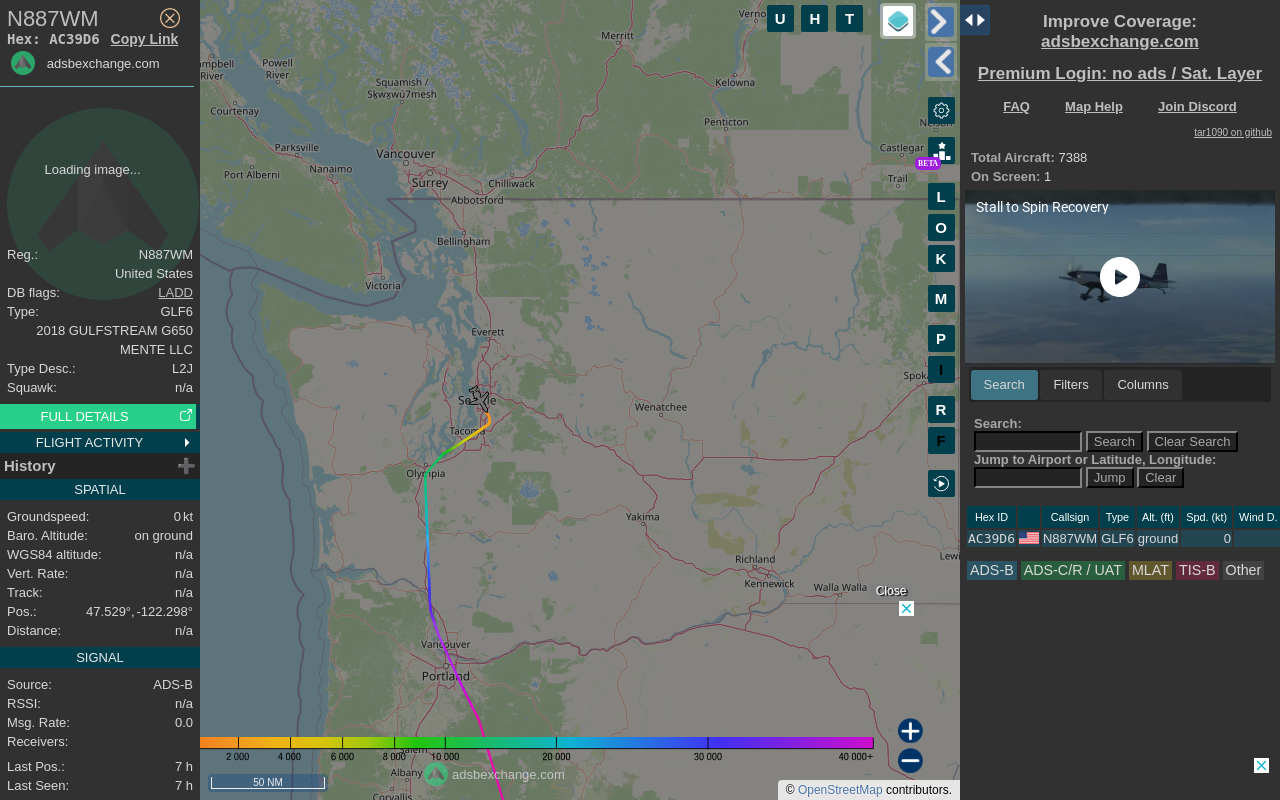 N887WM
Hex: AC39D6 Copy Link
adsbexchange.com
Loading image...
Reg.: N887WM
United States
DB flags: LADD
Type: GLF6
2018 GULFSTREAM G650
MENTE LLC
Type Desc.: L2J
Squawk: n/a
FULL DETAILS
FLIGHT ACTIVITY
History
SPATIAL
Groundspeed: 0 kt
Baro. Altitude: on ground
WGS84 altitude: n/a
Vert. Rate: n/a
Track: n/a
Pos.: 47.529°, -122.298°
Distance: n/a
SIGNAL
Source: ADS-B
RSSI: n/a
Msg. Rate: 0.0
Receivers:
Last Pos.: 7 h
Last Seen: 7 h
Merritt
Powell
River
River
Squamish /
Sḵwx̱wú7mesh
Kelowna
Courtenay
Penticton
Parksville
Vancouver
Castlegar
Nanaimo
Port Alberni
Surrey
Chilliwack
Trail
Abbotsford
Bellingham
Victoria
Everett
Wenatchee
Tacoma
Olympia
Yakima
Richland
Kennewick
Walla Walla
Vancouver
Portland
Albany
Corvallis
U H T
BETA
L
O
K
M
P
I
R
F
Close
2 000 4 000 6 000 8 000 10 000 20 000 30 000 40 000+
adsbexchange.com
50 NM
© OpenStreetMap contributors.
Improve Coverage:
adsbexchange.com
Premium Login: no ads / Sat. Layer
FAQ Map Help Join Discord
tar1090 on github
Total Aircraft: 7388
On Screen: 1
Stall to Spin Recovery
Search Filters Columns
Search:
Search Clear Search
Jump to Airport or Latitude, Longitude:
Jump Clear
Hex ID Callsign Type Alt. (ft) Spd. (kt) Wind D.
AC39D6 N887WM GLF6 ground 0
ADS-B ADS-C/R / UAT MLAT TIS-B Other